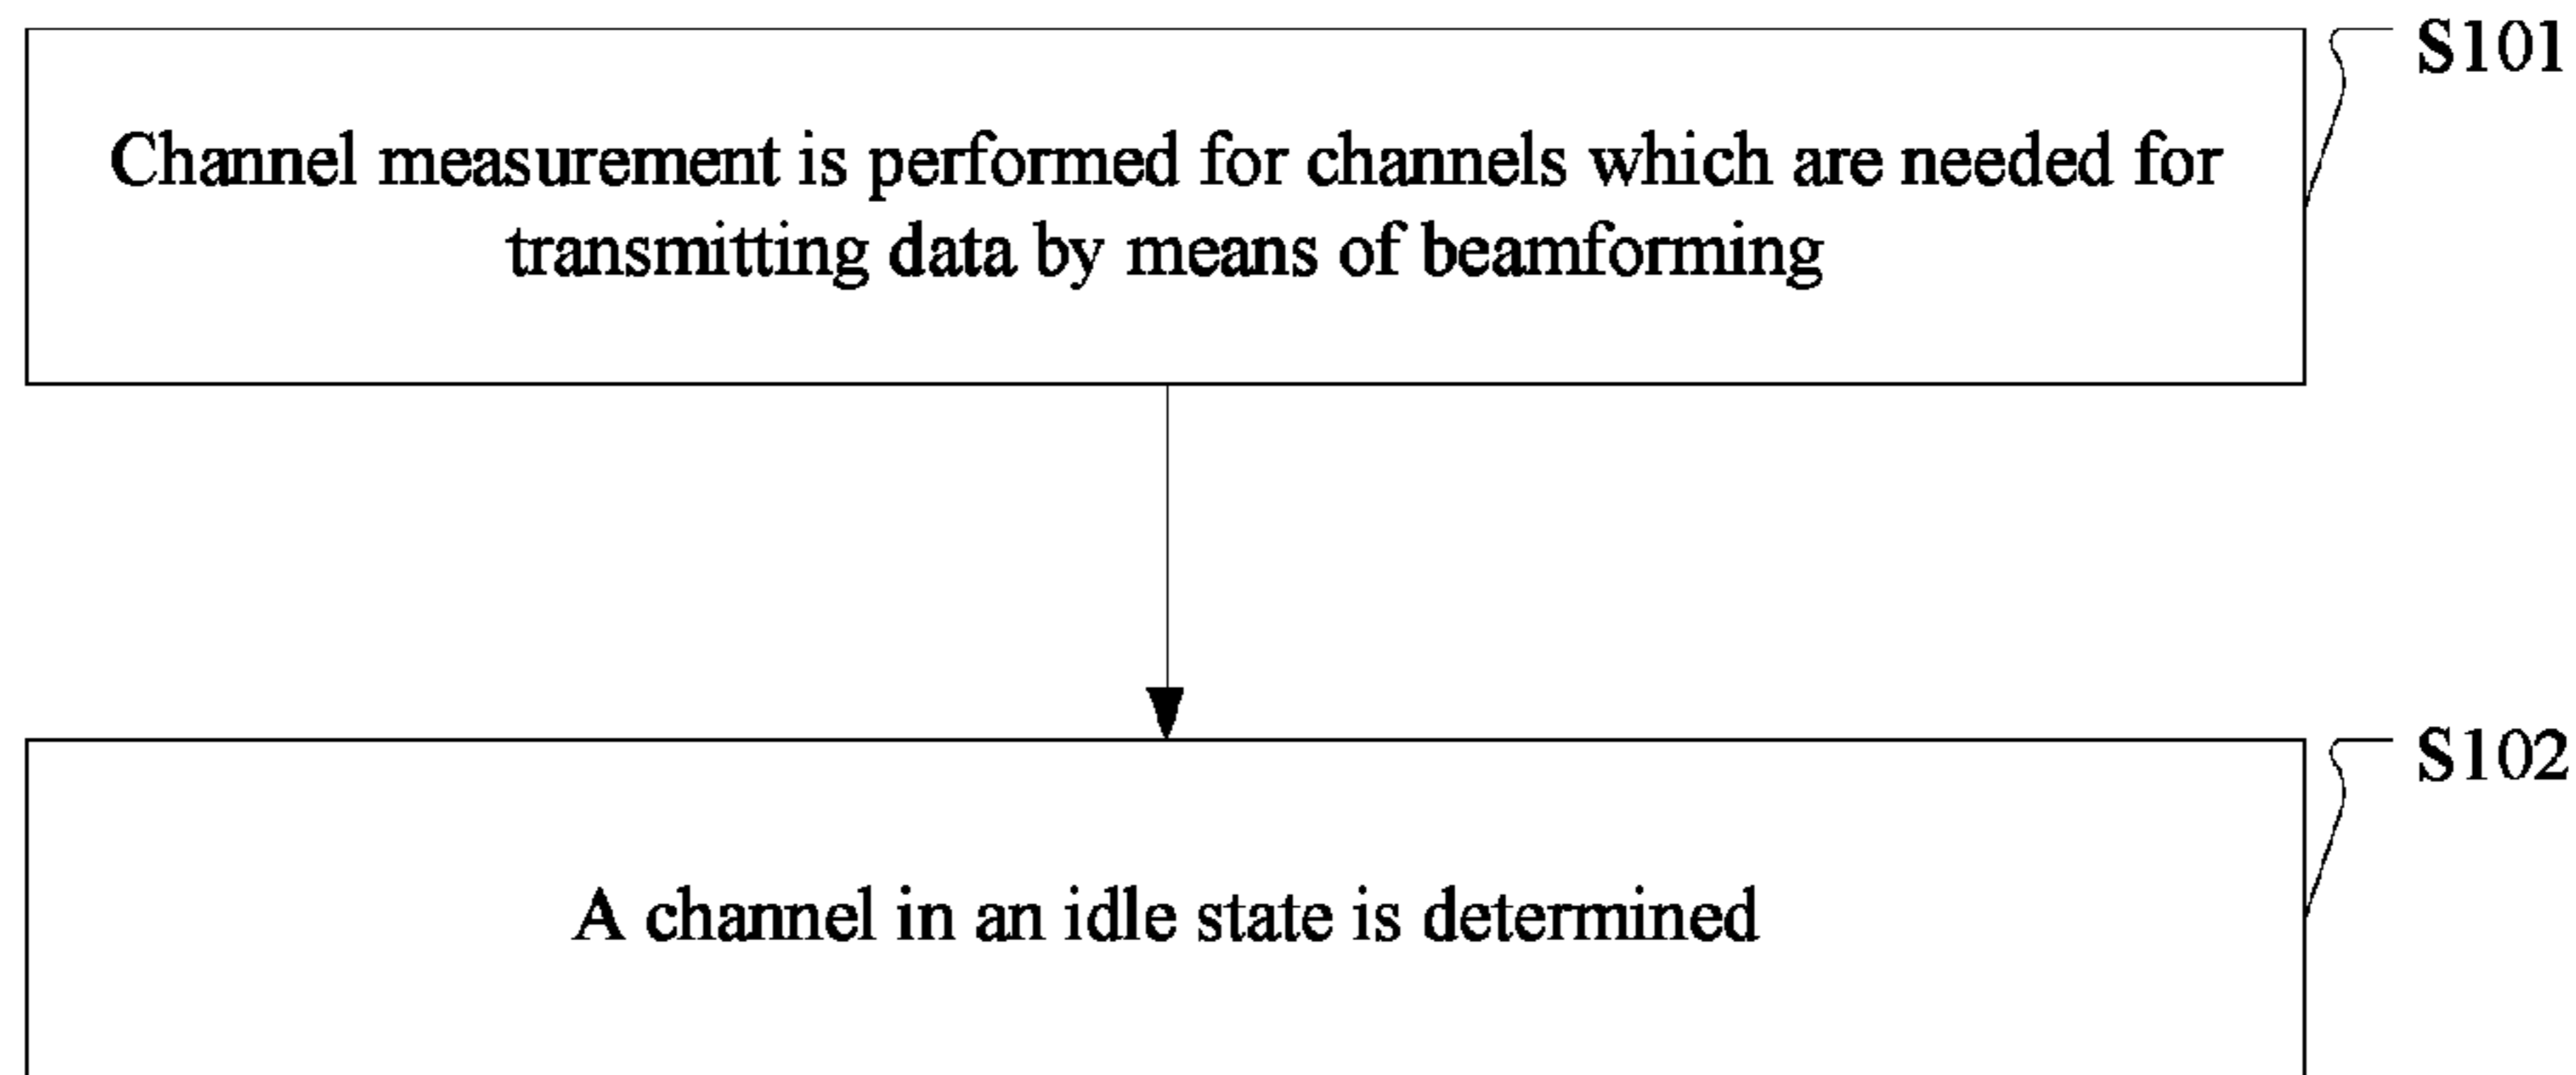 S101
Channel measurement is performed for channels which are needed for
transmitting data by means of beamforming
S102
A channel in an idle state is determined